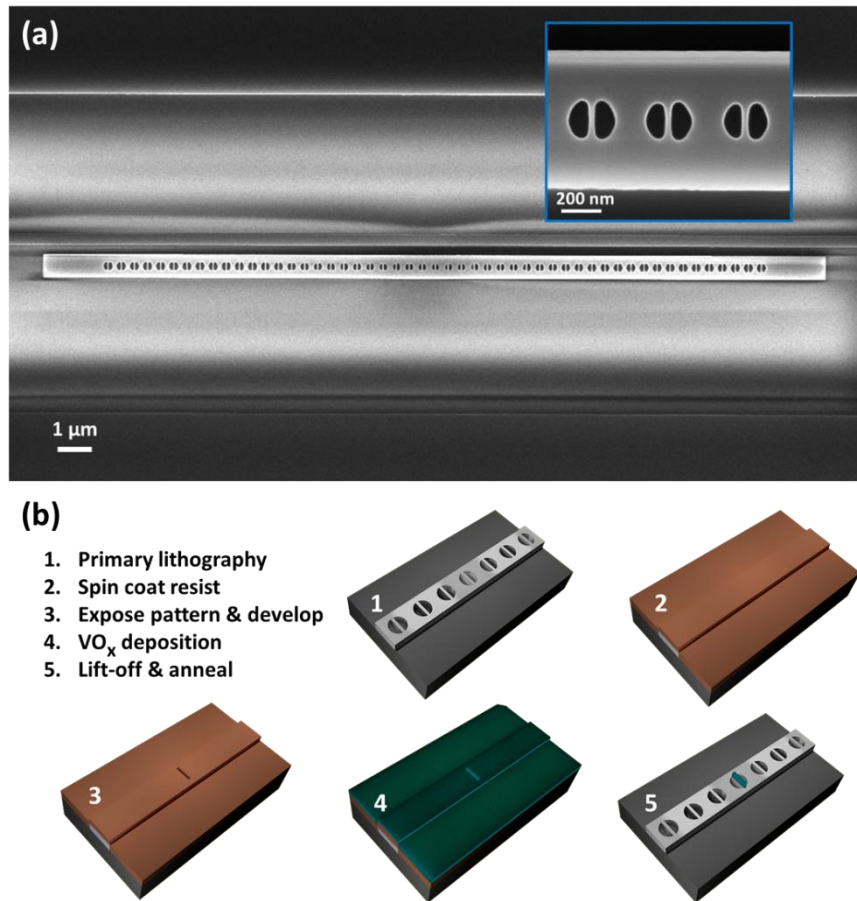 (a)
200 nm
1 µm
(b)
1. Primary lithography
2. Spin coat resist
3. Expose pattern & develop
4. VOx deposition
5. Lift-off & anneal
1
2
3
4
5